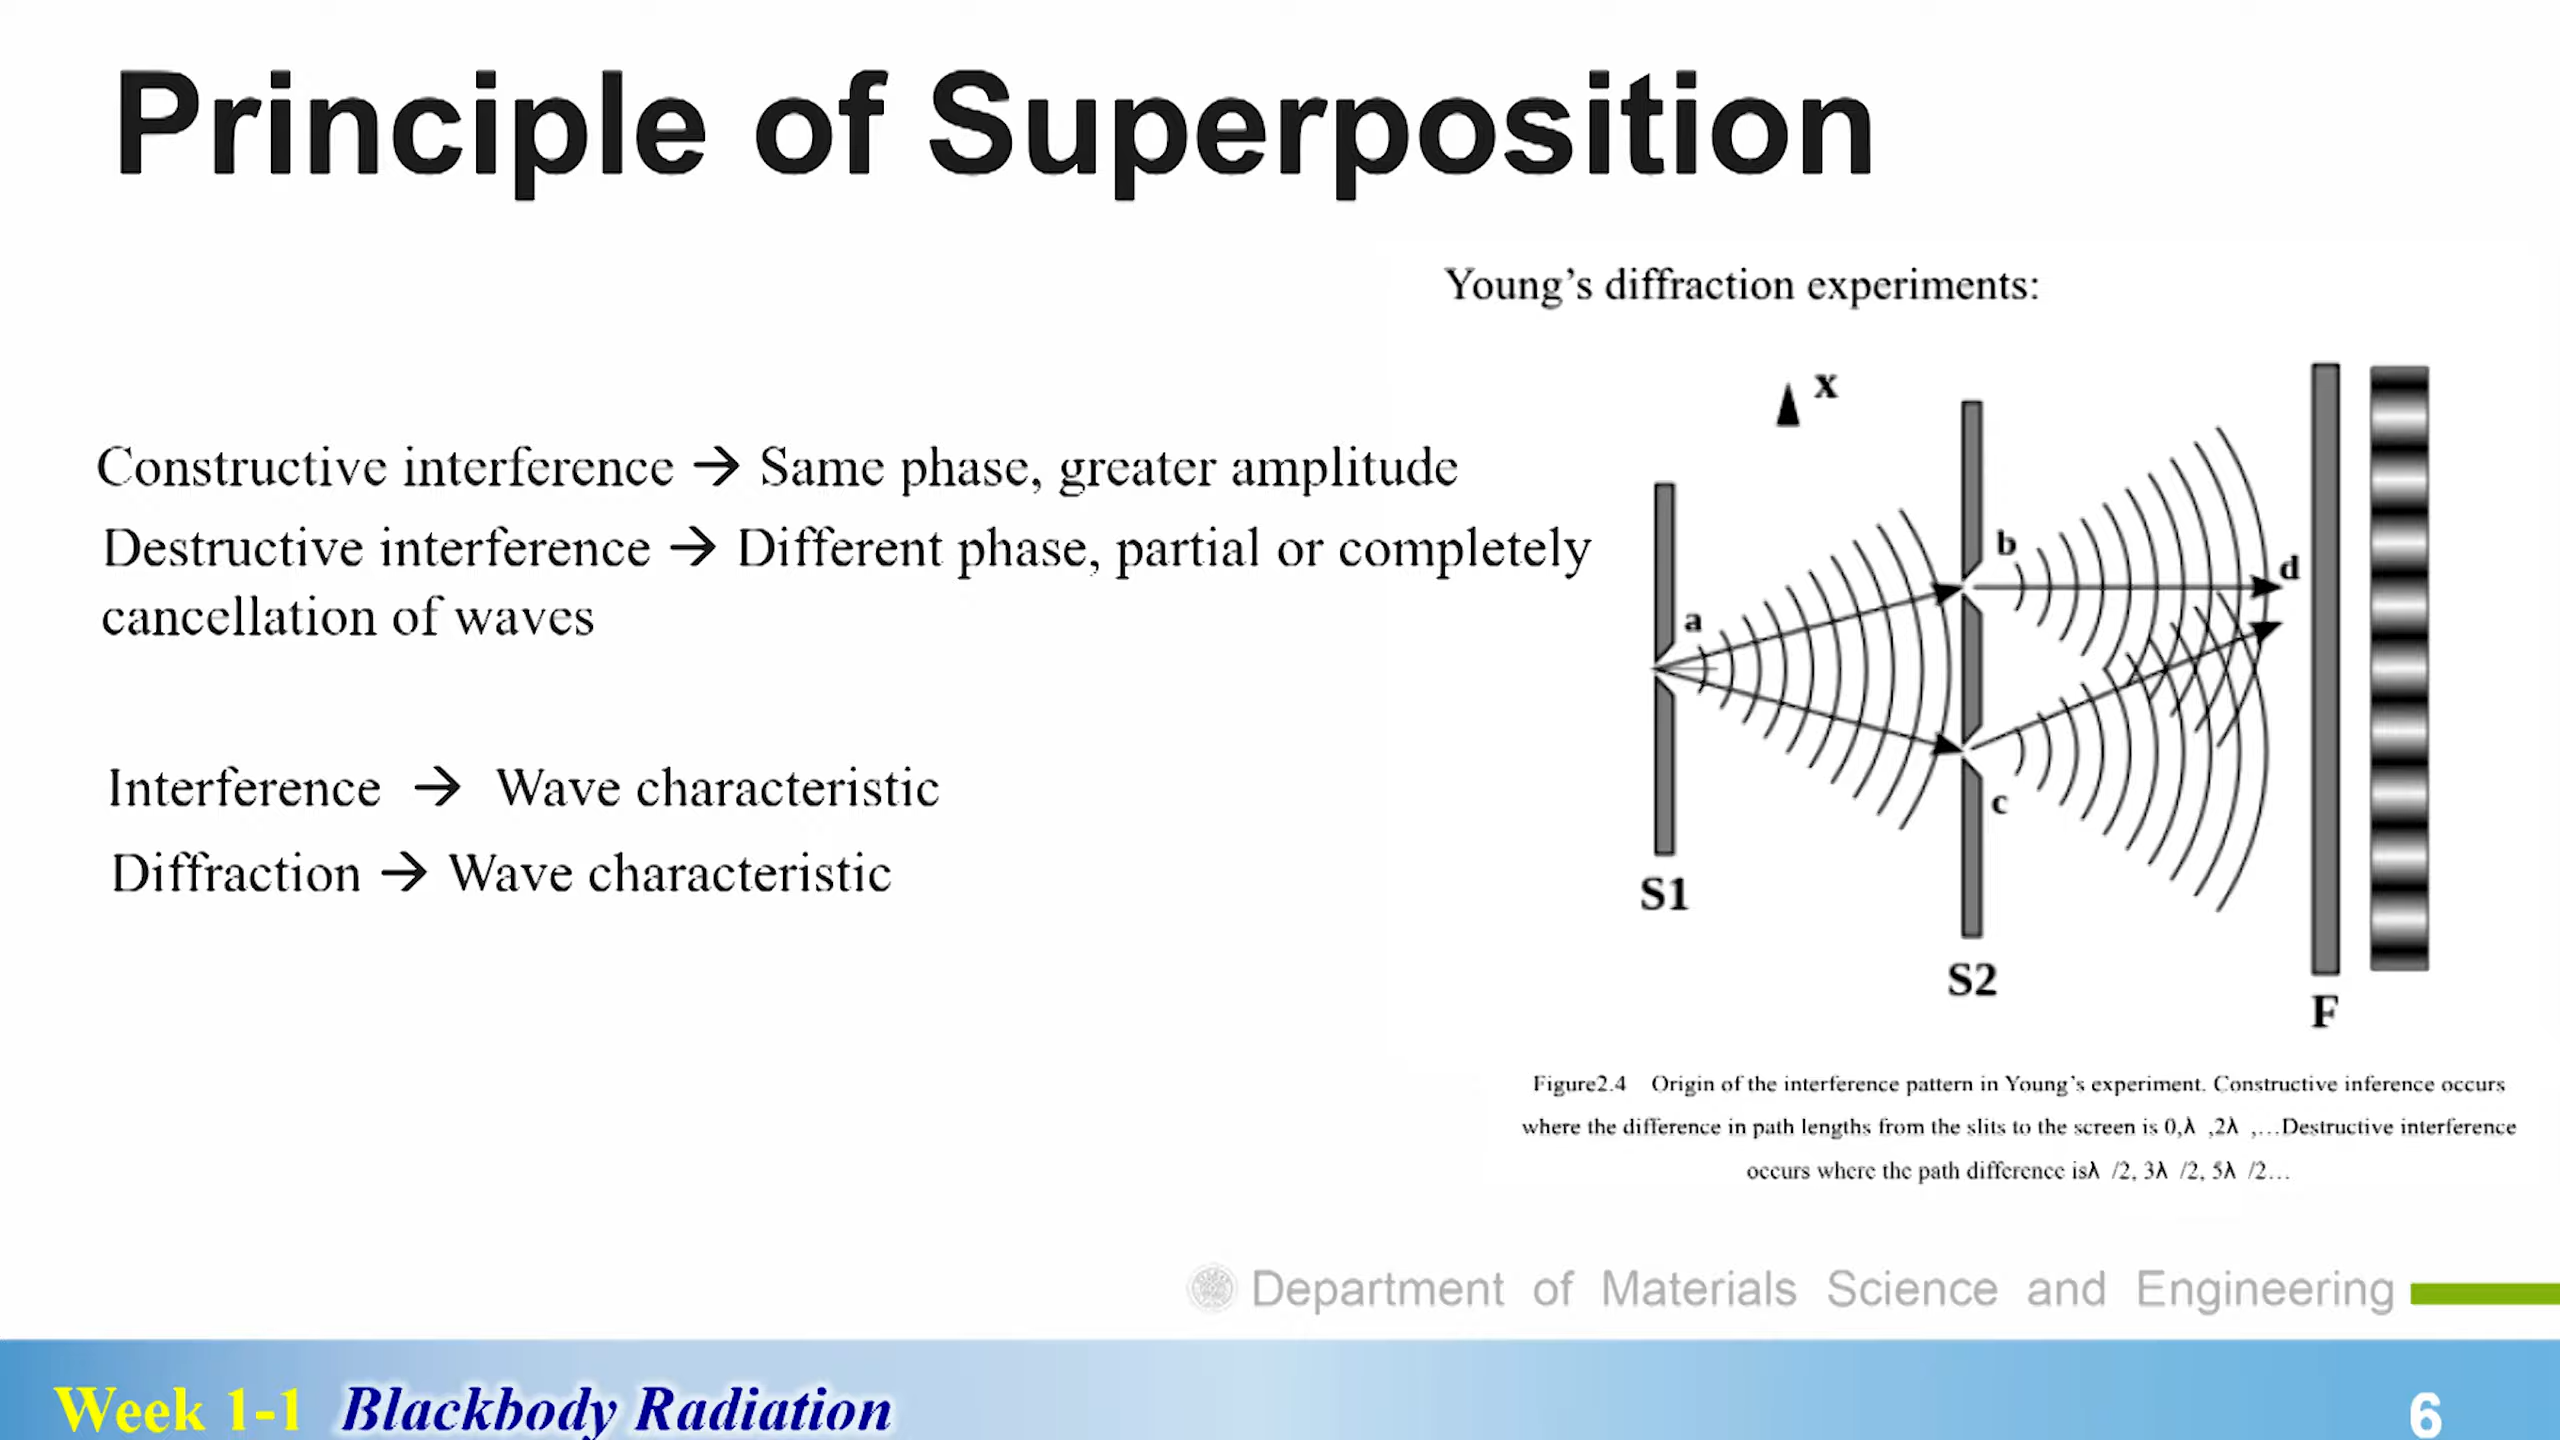 Principle of Superposition
Young's diffraction experiments:
Constructive interference → Same phase, greater amplitude
Destructive interference → Different phase, partial or completely
cancellation of waves
Interference → Wave characteristic
Diffraction → Wave characteristic
x
a
b
c
d
S1
S2
F
Figure2.4 Origin of the interference pattern in Young's experiment. Constructive inference occurs
where the difference in path lengths from the slits to the screen is 0,λ ,2λ ,…Destructive interference
occurs where the path difference isλ /2, 3λ /2, 5λ /2…
Department of Materials Science and Engineering
Week 1-1 Blackbody Radiation
6